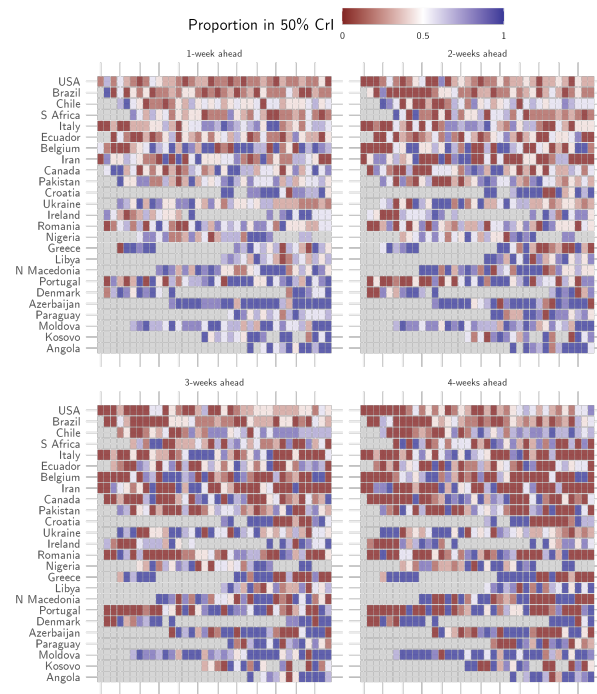 Proportion in 50% CrI
0 0.5 1
1-week ahead 2-weeks ahead
USA
Brazil
Chile
S Africa
Italy
Ecuador
Belgium
Iran
Canada
Pakistan
Croatia
Ukraine
Ireland
Romania
Nigeria
Greece
Libya
N Macedonia
Portugal
Denmark
Azerbaijan
Paraguay
Moldova
Kosovo
Angola
3-weeks ahead 4-weeks ahead
USA
Brazil
Chile
S Africa
Italy
Ecuador
Belgium
Iran
Canada
Pakistan
Croatia
Ukraine
Ireland
Romania
Nigeria
Greece
Libya
N Macedonia
Portugal
Denmark
Azerbaijan
Paraguay
Moldova
Kosovo
Angola